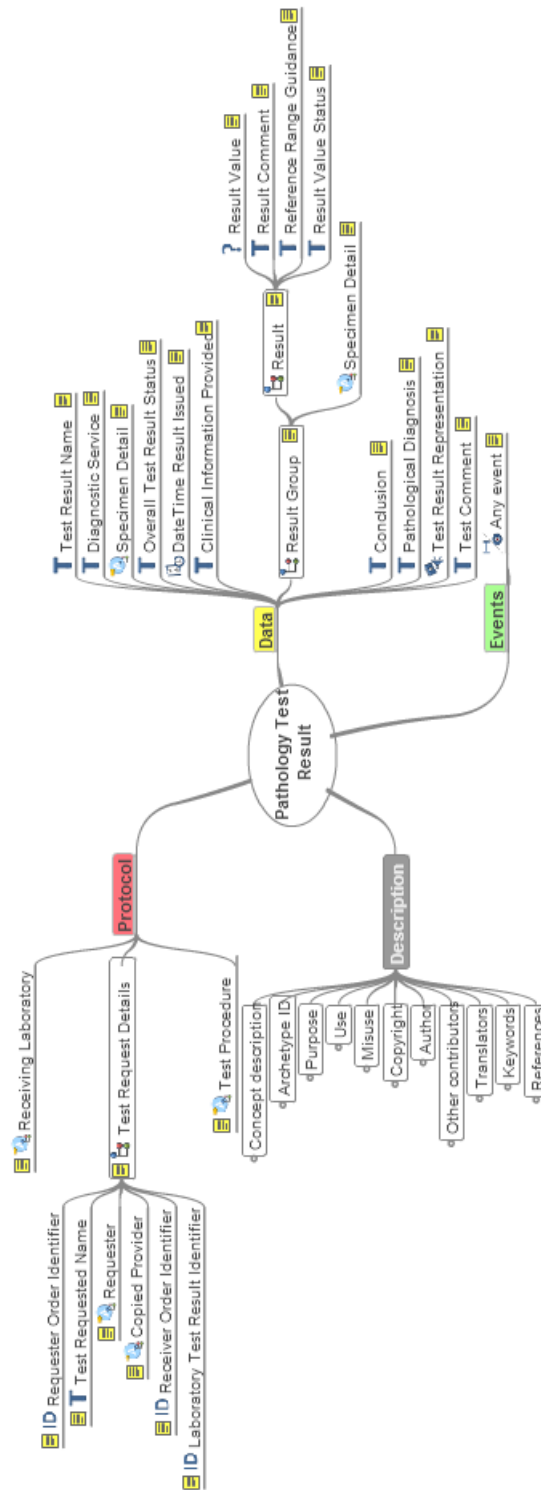 Pathology Test
Result
Protocol
Receiving Laboratory
Test Request Details
ID Requester Order Identifier
T Test Requested Name
Requester
Copied Provider
ID Receiver Order Identifier
ID Laboratory Test Result Identifier
Test Procedure
Description
Concept description
Archetype ID
Purpose
Use
Misuse
Copyright
Author
Other contributors
Translators
Keywords
References
Data
T Test Result Name
T Diagnostic Service
Specimen Detail
T Overall Test Result Status
DateTime Result Issued
T Clinical Information Provided
Result Group
Result
? Result Value
T Result Comment
T Reference Range Guidance
T Result Value Status
Specimen Detail
T Conclusion
T Pathological Diagnosis
Test Result Representation
T Test Comment
Events
Any event